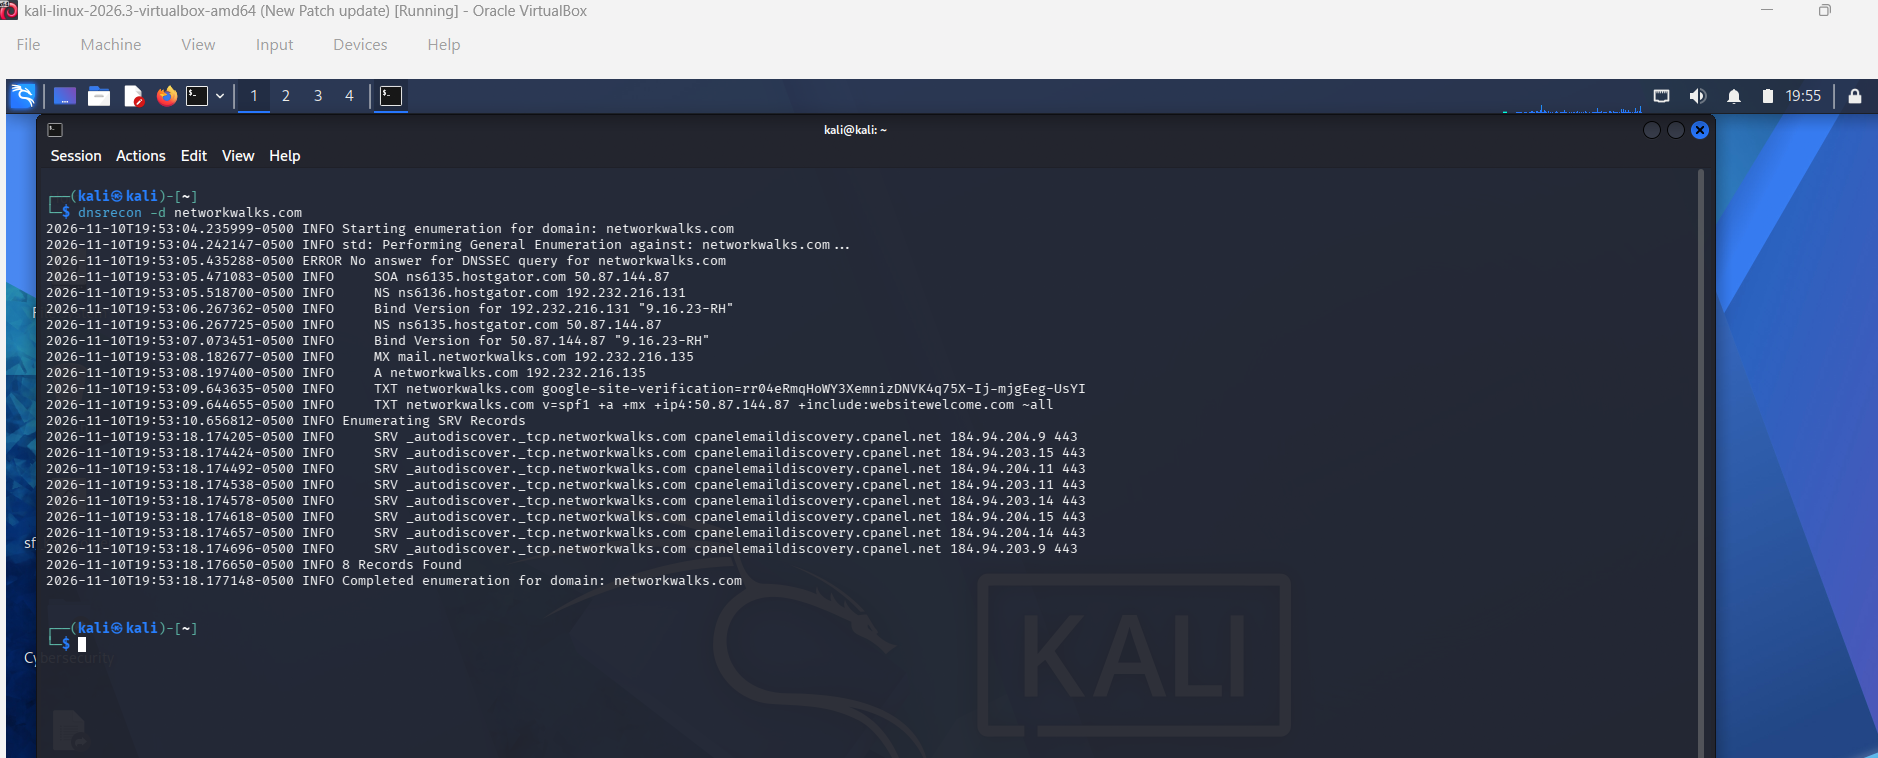 kali-linux-2026.3-virtualbox-amd64 (New Patch update) [Running] - Oracle VirtualBox
File Machine View Input Devices Help
1 2 3 4 19:55
kali@kali: ~
Session Actions Edit View Help
┌──(kali㉿kali)-[~]
└─$ dnsrecon -d networkwalks.com
2026-11-10T19:53:04.235999-0500 INFO Starting enumeration for domain: networkwalks.com
2026-11-10T19:53:04.242147-0500 INFO std: Performing General Enumeration against: networkwalks.com...
2026-11-10T19:53:05.435288-0500 ERROR No answer for DNSSEC query for networkwalks.com
2026-11-10T19:53:05.471083-0500 INFO SOA ns6135.hostgator.com 50.87.144.87
2026-11-10T19:53:05.518700-0500 INFO NS ns6136.hostgator.com 192.232.216.131
2026-11-10T19:53:06.267362-0500 INFO Bind Version for 192.232.216.131 "9.16.23-RH"
2026-11-10T19:53:06.267725-0500 INFO NS ns6135.hostgator.com 50.87.144.87
2026-11-10T19:53:07.073451-0500 INFO Bind Version for 50.87.144.87 "9.16.23-RH"
2026-11-10T19:53:08.182677-0500 INFO MX mail.networkwalks.com 192.232.216.135
2026-11-10T19:53:08.197400-0500 INFO A networkwalks.com 192.232.216.135
2026-11-10T19:53:09.643635-0500 INFO TXT networkwalks.com google-site-verification=rr04eRmqHoWY3XemnizDNVK4q75X-Ij-mjgEeg-UsYI
2026-11-10T19:53:09.644655-0500 INFO TXT networkwalks.com v=spf1 +a +mx +ip4:50.87.144.87 +include:websitewelcome.com ~all
2026-11-10T19:53:10.656812-0500 INFO Enumerating SRV Records
2026-11-10T19:53:18.174205-0500 INFO SRV _autodiscover._tcp.networkwalks.com cpanelemaildiscovery.cpanel.net 184.94.204.9 443
2026-11-10T19:53:18.174424-0500 INFO SRV _autodiscover._tcp.networkwalks.com cpanelemaildiscovery.cpanel.net 184.94.203.15 443
2026-11-10T19:53:18.174492-0500 INFO SRV _autodiscover._tcp.networkwalks.com cpanelemaildiscovery.cpanel.net 184.94.204.11 443
2026-11-10T19:53:18.174538-0500 INFO SRV _autodiscover._tcp.networkwalks.com cpanelemaildiscovery.cpanel.net 184.94.203.11 443
2026-11-10T19:53:18.174578-0500 INFO SRV _autodiscover._tcp.networkwalks.com cpanelemaildiscovery.cpanel.net 184.94.203.14 443
2026-11-10T19:53:18.174618-0500 INFO SRV _autodiscover._tcp.networkwalks.com cpanelemaildiscovery.cpanel.net 184.94.204.15 443
2026-11-10T19:53:18.174657-0500 INFO SRV _autodiscover._tcp.networkwalks.com cpanelemaildiscovery.cpanel.net 184.94.204.14 443
2026-11-10T19:53:18.174696-0500 INFO SRV _autodiscover._tcp.networkwalks.com cpanelemaildiscovery.cpanel.net 184.94.203.9 443
2026-11-10T19:53:18.176650-0500 INFO 8 Records Found
2026-11-10T19:53:18.177148-0500 INFO Completed enumeration for domain: networkwalks.com
┌──(kali㉿kali)-[~]
└─$
Cybersecurity
KALI